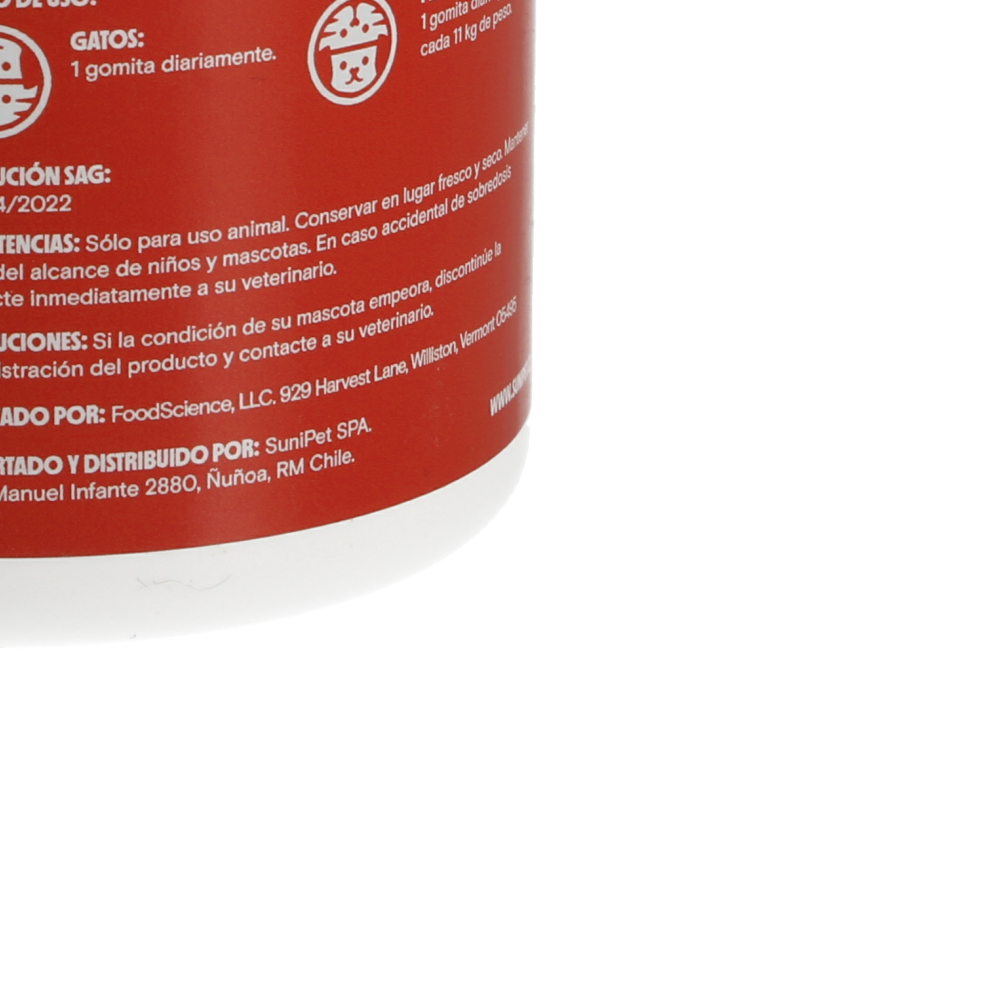 DE USO:
GATOS:
1 gomita diariamente.
1 gomita
cada 11 kg de peso.
UCIÓN SAG:
4/2022
TENCIAS: Sólo para uso animal. Conservar en lugar fresco y seco. Mantener
del alcance de niños y mascotas. En caso accidental de sobredosis
cte inmediatamente a su veterinario.
UCIONES: Si la condición de su mascota empeora, discontinúe la
istración del producto y contacte a su veterinario.
ADO POR: FoodScience, LLC. 929 Harvest Lane, Williston, Vermont 05495
WWW.SUNIPE
RTADO Y DISTRIBUIDO POR: SuniPet SPA.
Manuel Infante 2880, Ñuñoa, RM Chile.